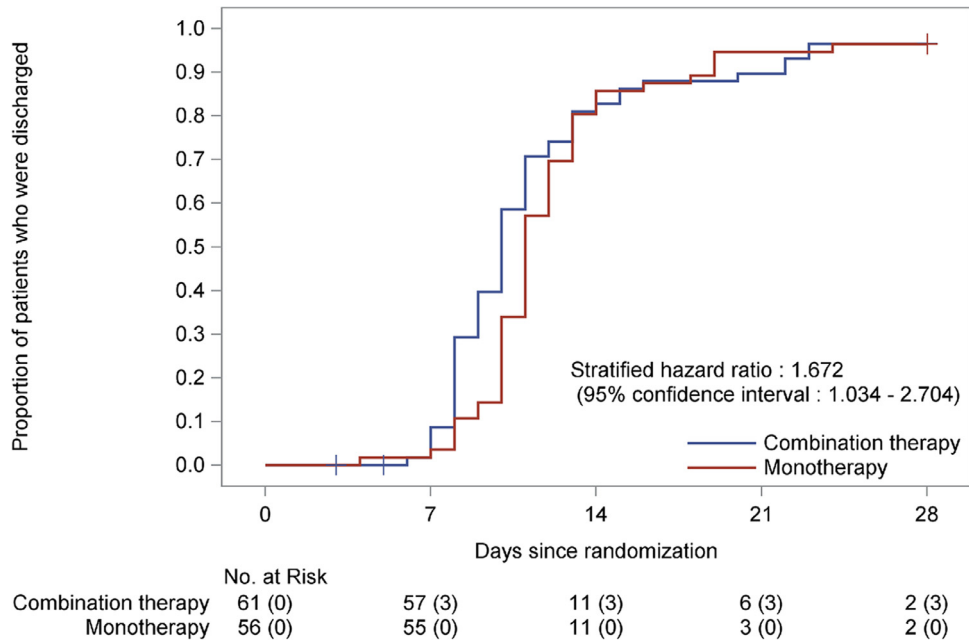 Proportion of patients who were discharged
1.0
0.9
0.8
0.7
0.6
0.5
0.4
0.3
0.2
0.1
0.0
Stratified hazard ratio : 1.672
(95% confidence interval : 1.034 - 2.704)
Combination therapy
Monotherapy
0 7 14 21 28
Days since randomization
No. at Risk
Combination therapy 61 (0) 57 (3) 11 (3) 6 (3) 2 (3)
Monotherapy 56 (0) 55 (0) 11 (0) 3 (0) 2 (0)